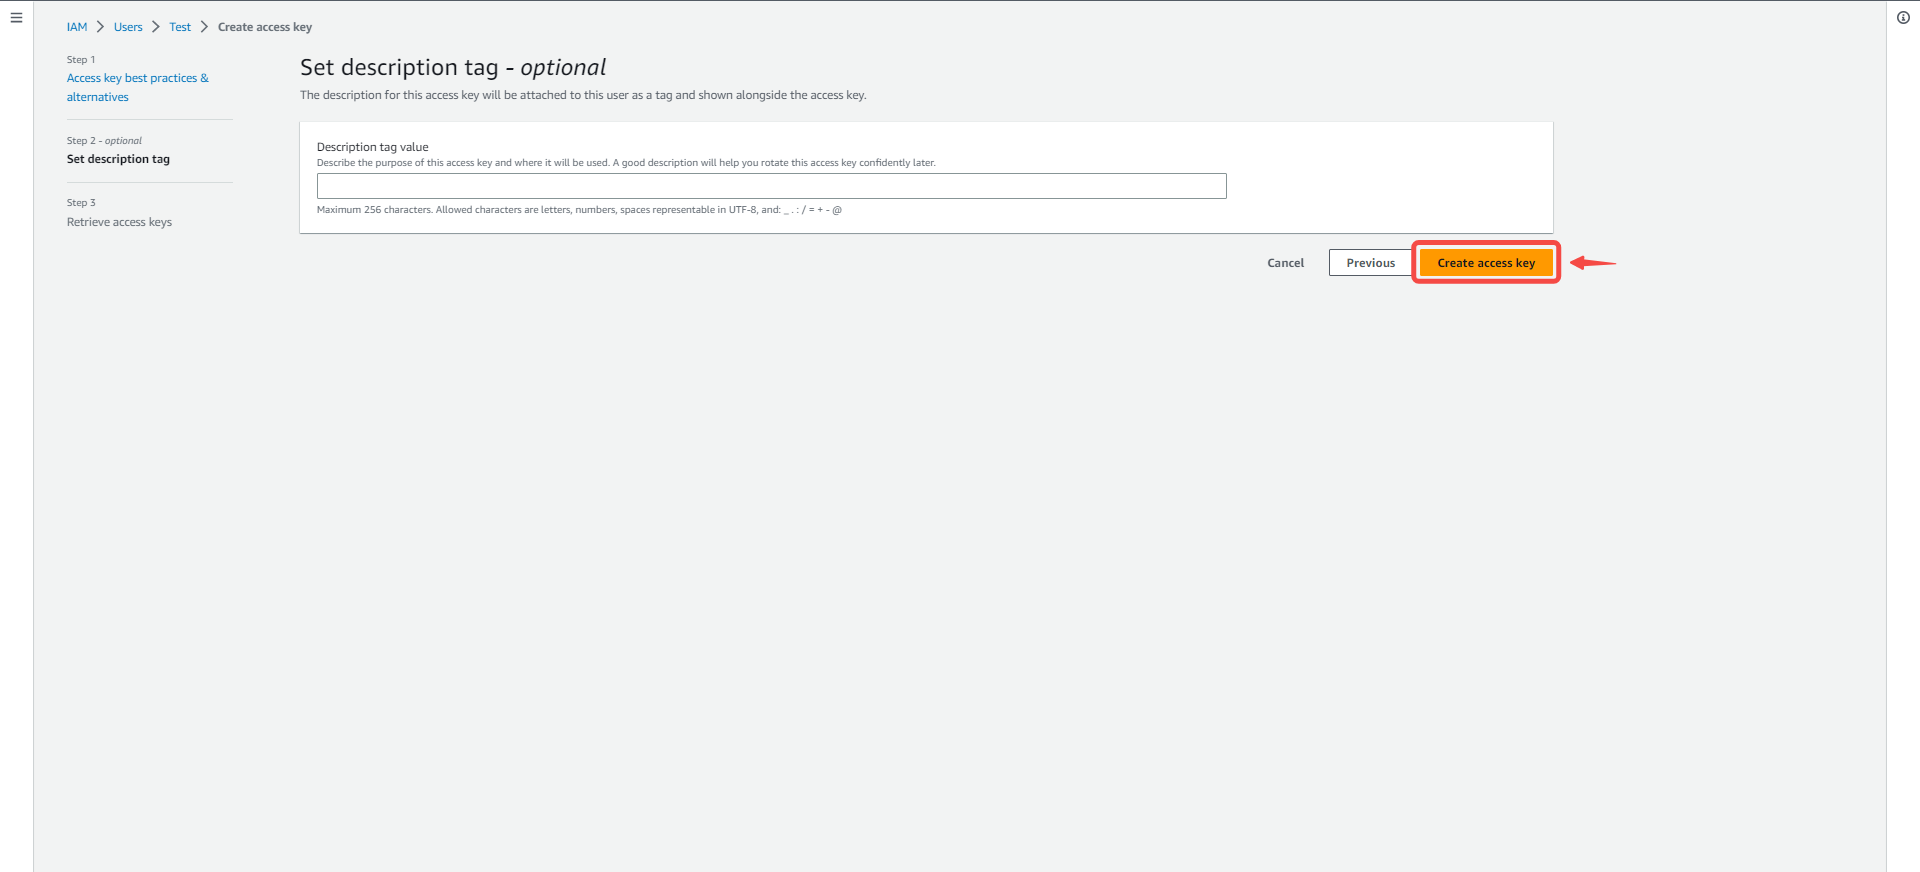 IAM > Users > Test > Create access key
Step 1
Access key best practices &
alternatives
Step 2 - optional
Set description tag
Step 3
Retrieve access keys
Set description tag - optional
The description for this access key will be attached to this user as a tag and shown alongside the access key.
Description tag value
Describe the purpose of this access key and where it will be used. A good description will help you rotate this access key confidently later.
Maximum 256 characters. Allowed characters are letters, numbers, spaces representable in UTF-8, and: _ . : / = + - @
Cancel Previous Create access key